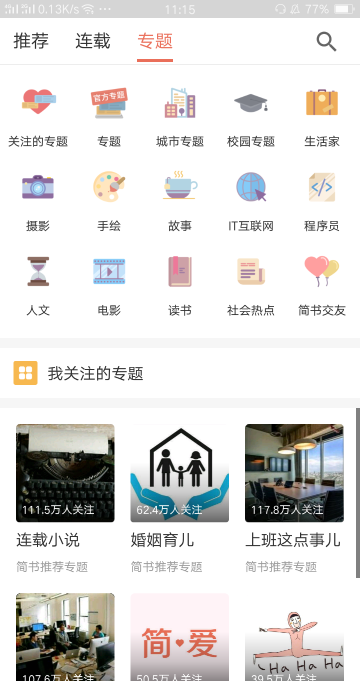 0.13K/s
11:15
77%
推荐
连载
专题
官方专题
关注的专题
专题
城市专题
校园专题
生活家
摄影
手绘
故事
IT互联网
程序员
人文
电影
读书
社会热点
简书交友
我关注的专题
111.5万人关注
62.4万人关注
117.8万人关注
连载小说
婚姻育儿
上班这点事儿
简书推荐专题
简书推荐专题
简书推荐专题
简·爱
Ha Ha Ha
107.6万人关注
50.5万人关注
39.5万人关注